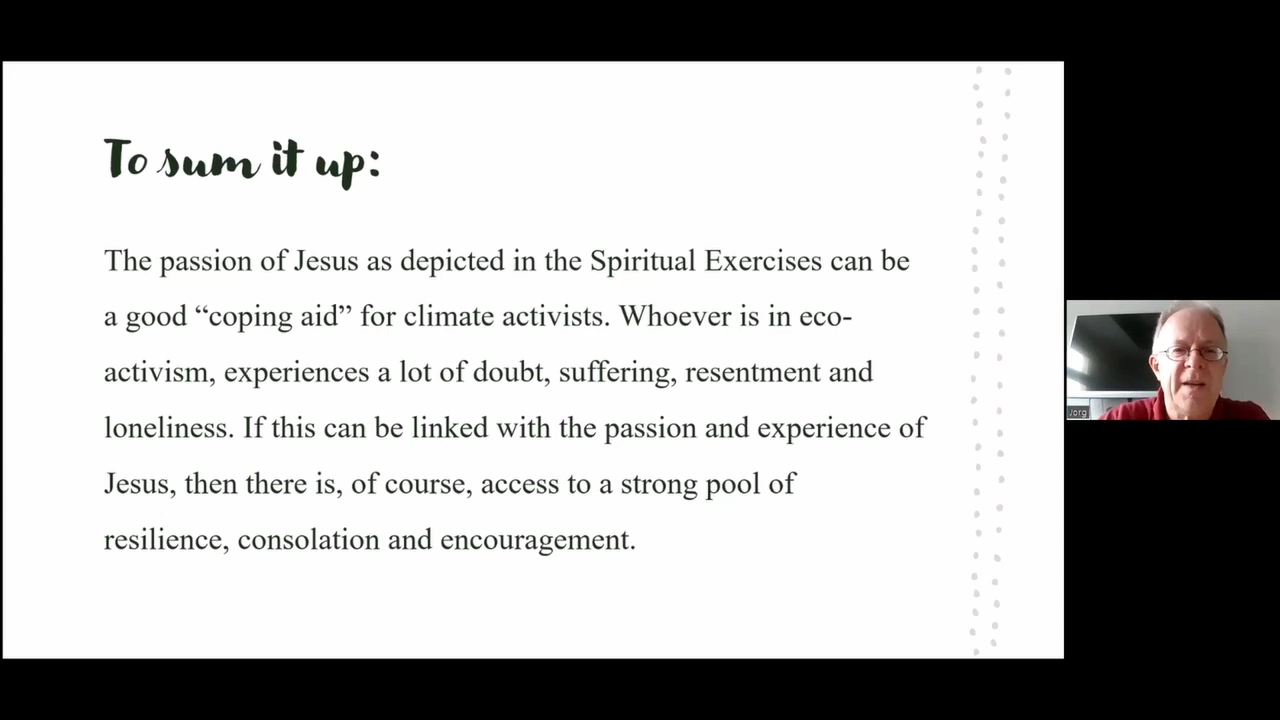 To sum it up:
The passion of Jesus as depicted in the Spiritual Exercises can be
a good “coping aid” for climate activists. Whoever is in eco-
activism, experiences a lot of doubt, suffering, resentment and
loneliness. If this can be linked with the passion and experience of
Jesus, then there is, of course, access to a strong pool of
resilience, consolation and encouragement.
Jorg